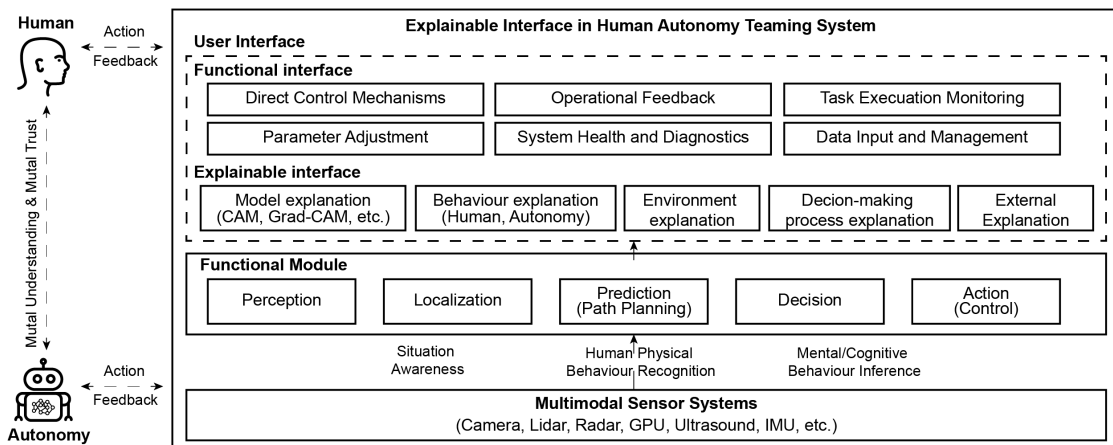 Human
Explainable Interface in Human Autonomy Teaming System
Action
Feedback
User Interface
Functional interface
Direct Control Mechanisms
Operational Feedback
Task Execuation Monitoring
Parameter Adjustment
System Health and Diagnostics
Data Input and Management
Explainable interface
Model explanation
(CAM, Grad-CAM, etc.)
Behaviour explanation
(Human, Autonomy)
Environment
explanation
Decion-making
process explanation
External
Explanation
Mutal Understanding & Mutal Trust
Functional Module
Perception
Localization
Prediction
(Path Planning)
Decision
Action
(Control)
Situation
Awareness
Human Physical
Behaviour Recognition
Mental/Cognitive
Behaviour Inference
Action
Feedback
Autonomy
Multimodal Sensor Systems
(Camera, Lidar, Radar, GPU, Ultrasound, IMU, etc.)